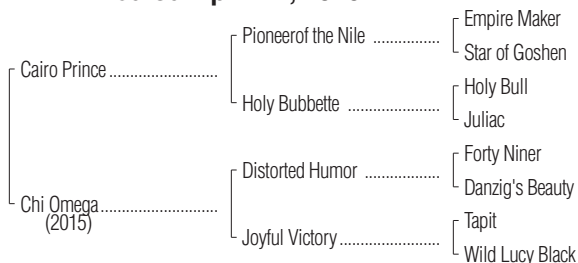 Empire Maker
Pioneerof the Nile ..................
Star of Goshen
Cairo Prince ........................
Holy Bull
Holy Bubbette .....................
Juliac
Forty Niner
Distorted Humor .................
Danzig's Beauty
Chi Omega..........................
(2015)
Tapit
Joyful Victory.......................
Wild Lucy Black